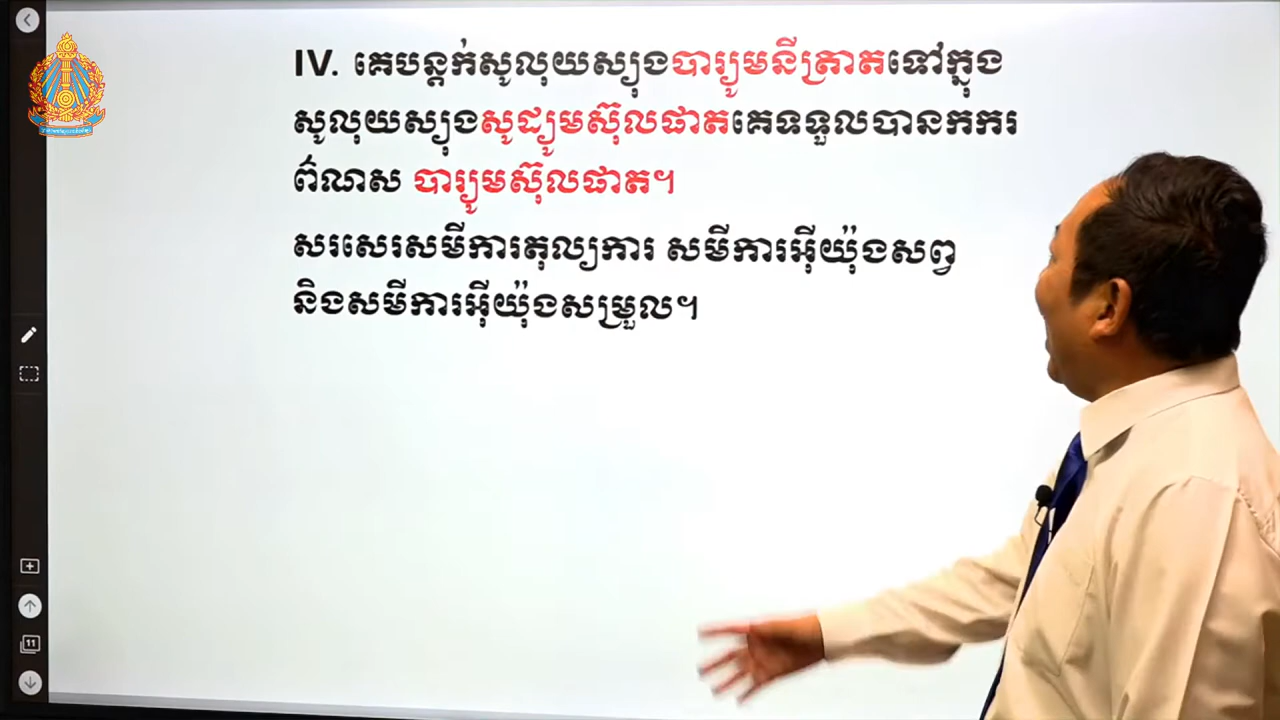 IV. គេបន្តក់សូលុយស្យុងបារ្យូមនីត្រាតទៅក្នុង
សូលុយស្យុងសូដ្យូមស៊ុលផាតគេទទួលបានកករ
ព៌ណស បារ្យូមស៊ុលផាត។
សរសេរសមីការតុល្យការ សមីការអ៊ីយ៉ុងសព្វ
និងសមីការអ៊ីយ៉ុងសម្រួល។
11